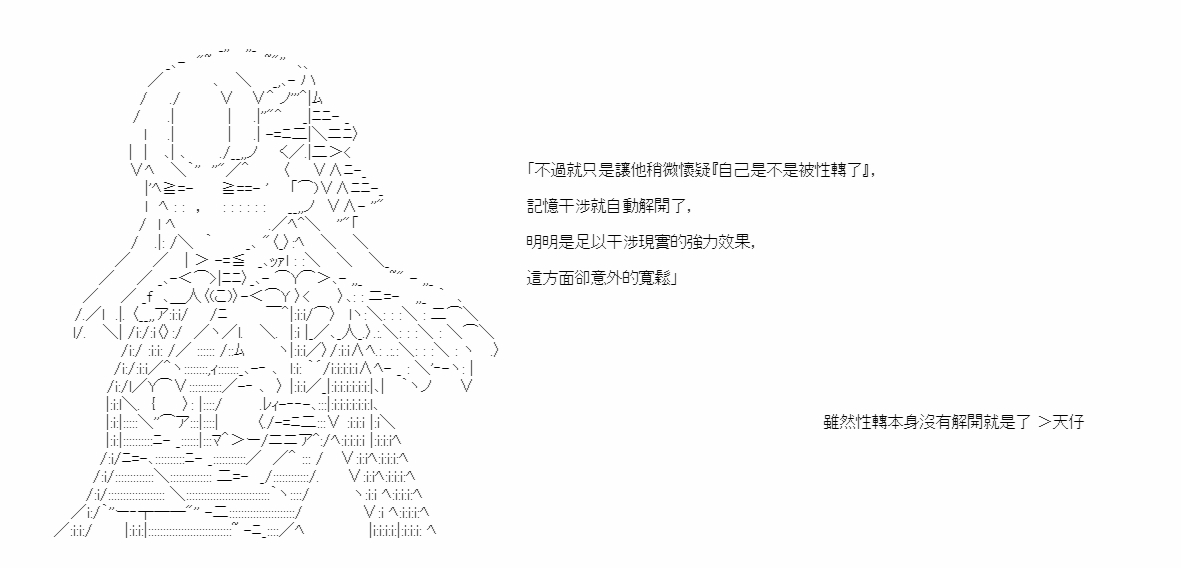 「不過就只是讓他稍微懷疑『自己是不是被性轉了』,
記憶干涉就自動解開了,
明明是足以干涉現實的強力效果,
這方面卻意外的寬鬆」
雖然性轉本身沒有解開就是了 ＞天仔